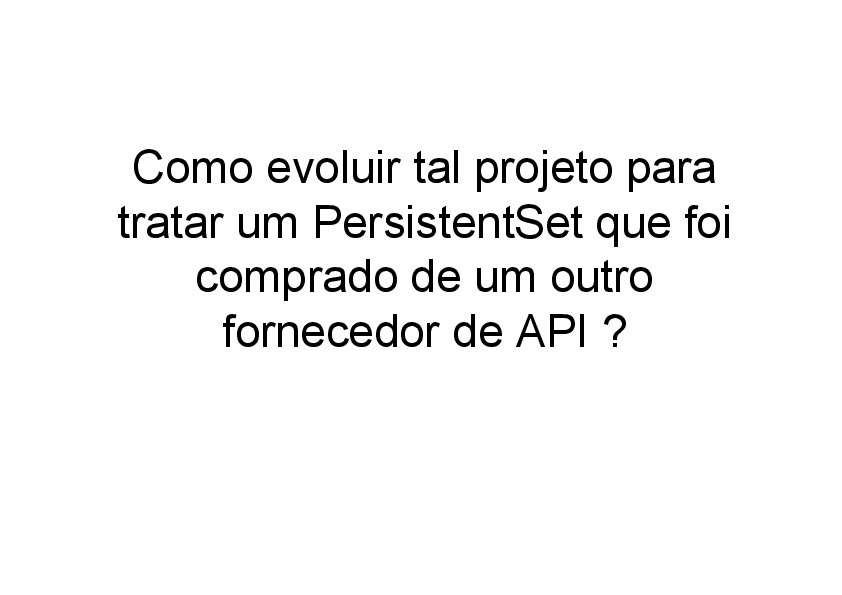 Como evoluir tal projeto para
tratar um PersistentSet que foi
comprado de um outro
fornecedor de API ?